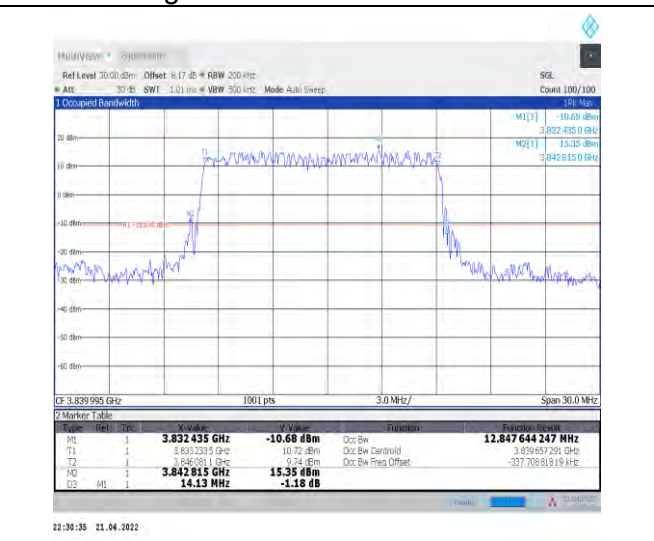 MultiView Spectrum
Ref Level 30.00 dBm Offset 8.17 dB RBW 200 kHz SGL
Att 30 dB SWT 1.01 ms VBW 500 kHz Mode Auto Sweep Count 100/100
1 Occupied Bandwidth 1Pk Max
M1[1] -10.68 dBm
3.832 435 0 GHz
20 dBm
M2[1] 15.35 dBm
3.842 815 0 GHz
T1
T2
10 dBm
0 dBm
M1
-10 dBm
-20 dBm
-30 dBm
-40 dBm
-50 dBm
-60 dBm
CF 3.839 995 GHz 1001 pts 3.0 MHz/ Span 30.0 MHz
2 Marker Table
Type Ref Trc X-Value Y-Value Function Function Result
M1 1 3.832 435 GHz -10.68 dBm Occ Bw 12.847 644 247 MHz
T1 1 3.833 233 5 GHz 10.72 dBm Occ Bw Centroid 3.839 657 291 GHz
T2 1 3.846 081 1 GHz 9.74 dBm Occ Bw Freq Offset -337.708 818 19 kHz
M2 1 3.842 815 GHz 15.35 dBm
D3 M1 1 14.13 MHz -1.18 dB
22:30:35 21.04.2022